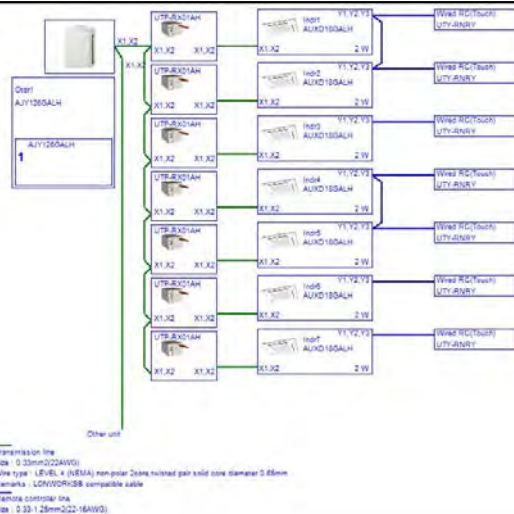 X1,X2
X1,X2
AJY126GALH
AJY126GALH
1
UTP-RX01AH
X1,X2 X1,X2
Indr1
AUXD18GALH
Y1,Y2,Y3
X1,X2 2 W
Wired RC(Touch)
UTY-RNRY
UTP-RX01AH
X1,X2 X1,X2
Indr2
AUXD18GALH
Y1,Y2,Y3
X1,X2 2 W
Wired RC(Touch)
UTY-RNRY
UTP-RX01AH
X1,X2 X1,X2
Indr3
AUXD18GALH
Y1,Y2,Y3
X1,X2 2 W
Wired RC(Touch)
UTY-RNRY
UTP-RX01AH
X1,X2 X1,X2
Indr4
AUXD18GALH
Y1,Y2,Y3
X1,X2 2 W
Wired RC(Touch)
UTY-RNRY
UTP-RX01AH
X1,X2 X1,X2
Indr5
AUXD18GALH
Y1,Y2,Y3
X1,X2 2 W
Wired RC(Touch)
UTY-RNRY
UTP-RX01AH
X1,X2 X1,X2
Indr6
AUXD18GALH
Y1,Y2,Y3
X1,X2 2 W
Wired RC(Touch)
UTY-RNRY
UTP-RX01AH
X1,X2 X1,X2
Indr7
AUXD18GALH
Y1,Y2,Y3
X1,X2 2 W
Wired RC(Touch)
UTY-RNRY
Other unit
ransmission line
ize : 0.33mm2(22AWG)
ire type : LEVEL 4 (NEMA) non-polar 2core,twisted pair solid core diameter 0.65mm
emarks : LONWORKS® compatible cable
emote controller line
ize : 0.33-1.25mm2(22-16AWG)